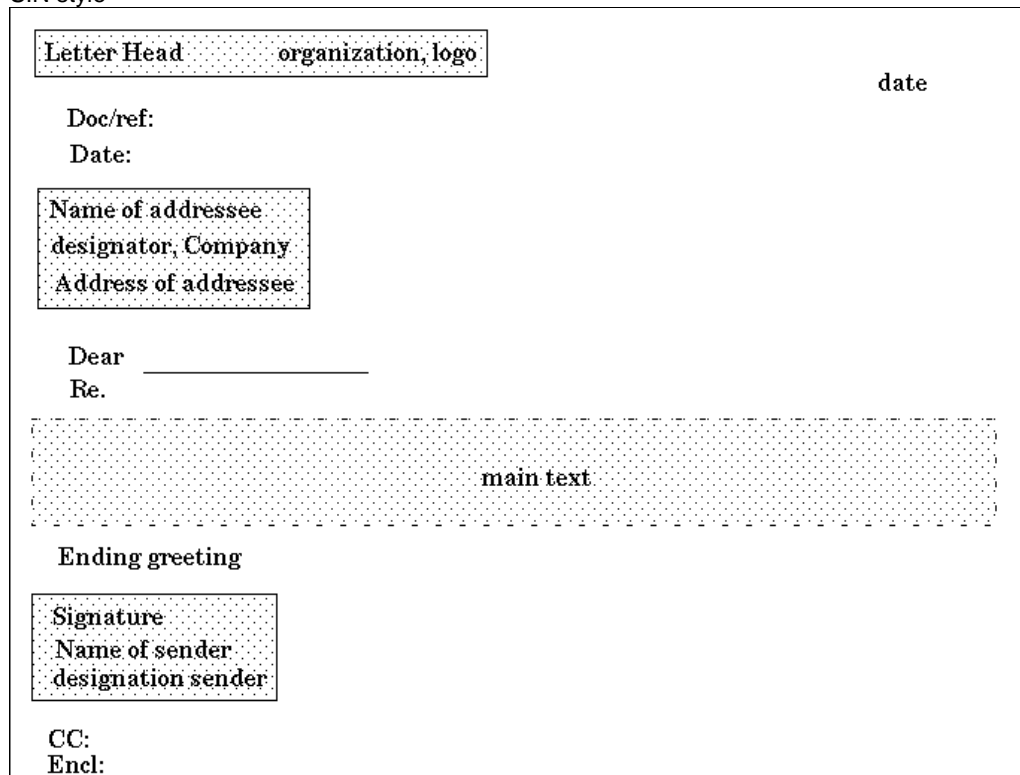 Letter Head organization, logo
date
Doc/ref:
Date:
Name of addressee
designator, Company
Address of addressee
Dear
Re.
main text
Ending greeting
Signature
Name of sender
designation sender
CC:
Encl: